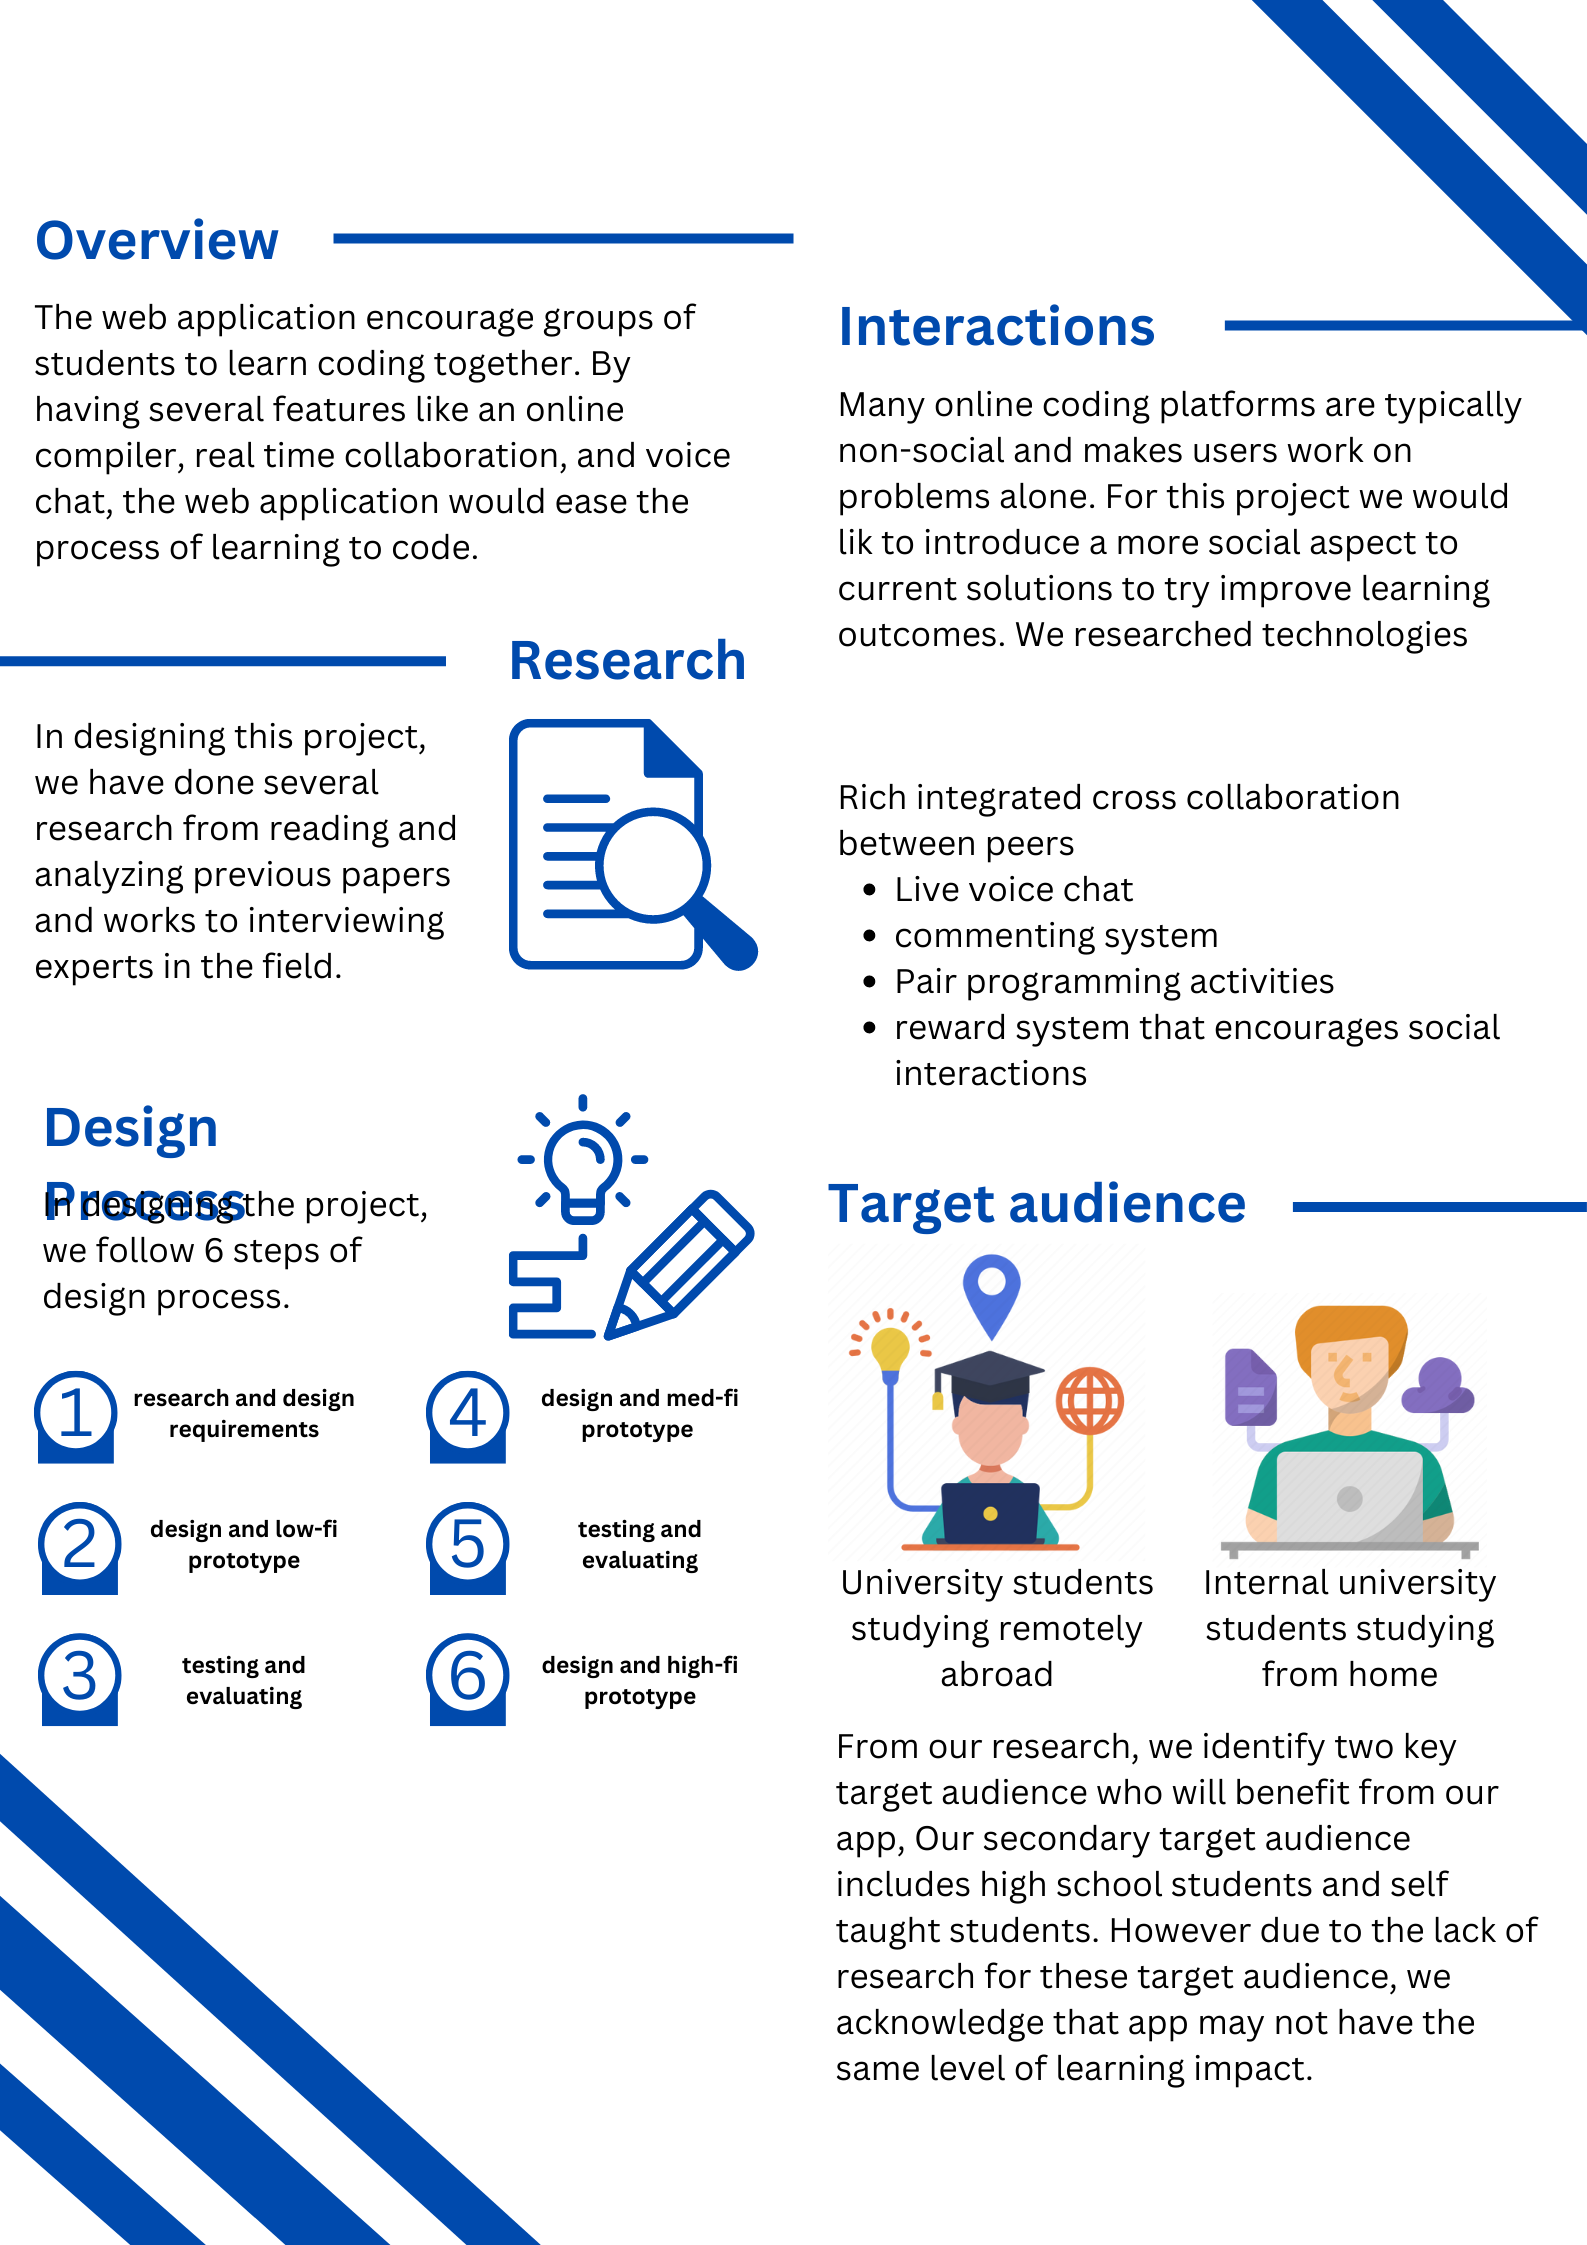 Overview
The web application encourage groups of
students to learn coding together. By
having several features like an online
compiler, real time collaboration, and voice
chat, the web application would ease the
process of learning to code.
Research
In designing this project,
we have done several
research from reading and
analyzing previous papers
and works to interviewing
experts in the field.
Design
Process
In designing the project,
we follow 6 steps of
design process.
1
research and design
requirements
2
design and low-fi
prototype
3
testing and
evaluating
4
design and med-fi
prototype
5
testing and
evaluating
6
design and high-fi
prototype
Interactions
Many online coding platforms are typically
non-social and makes users work on
problems alone. For this project we would
lik to introduce a more social aspect to
current solutions to try improve learning
outcomes. We researched technologies
Rich integrated cross collaboration
between peers
• Live voice chat
• commenting system
• Pair programming activities
• reward system that encourages social
interactions
Target audience
University students
studying remotely
abroad
Internal university
students studying
from home
From our research, we identify two key
target audience who will benefit from our
app, Our secondary target audience
includes high school students and self
taught students. However due to the lack of
research for these target audience, we
acknowledge that app may not have the
same level of learning impact.